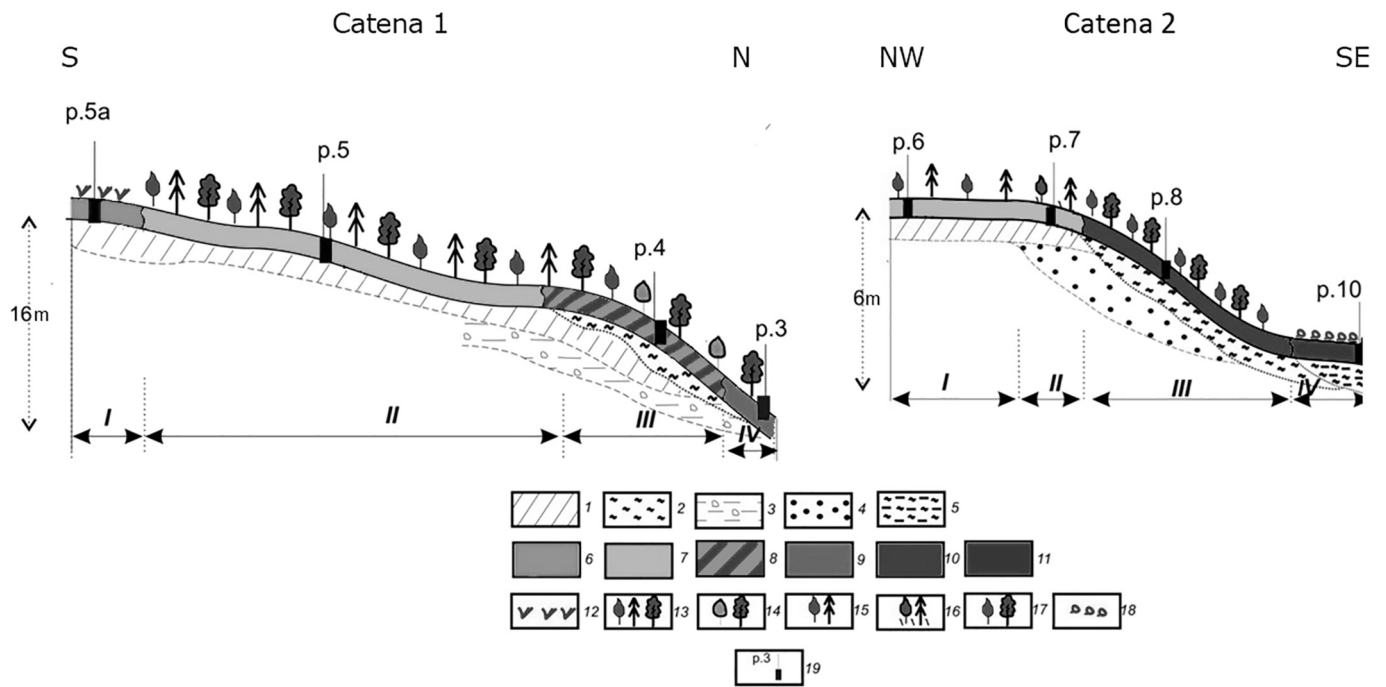 Catena 1
Catena 2
S
N
NW
SE
p.5a
p.5
p.4
p.3
p.6
p.7
p.8
p.10
16m
6m
I
II
III
IV
I
II
III
IV
1 2 3 4 5
6 7 8 9 10 11
12 13 14 15 16 17 18
p.3 19